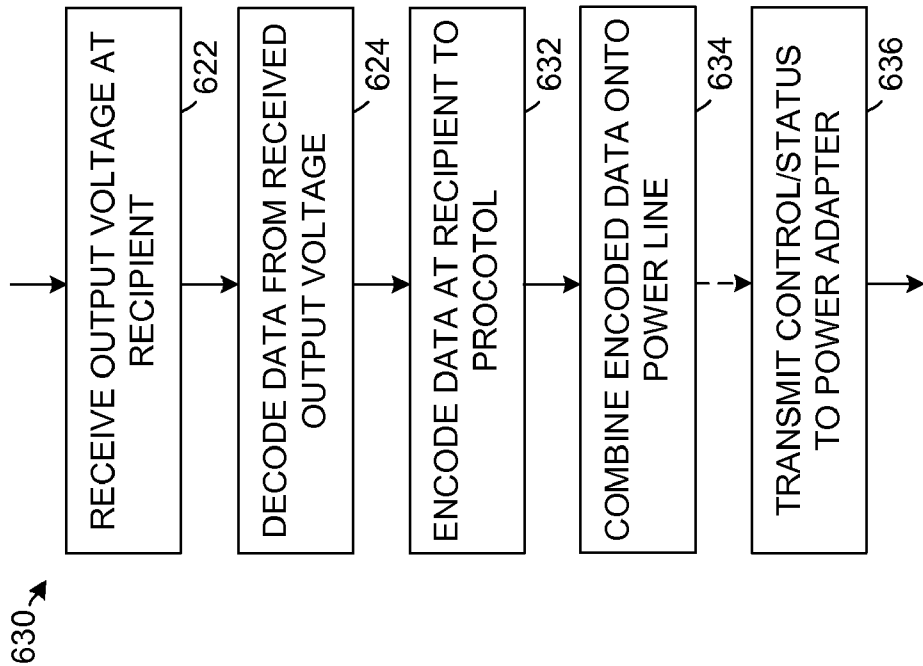 630
RECEIVE OUTPUT VOLTAGE AT
RECIPIENT
622
DECODE DATA FROM RECEIVED
OUTPUT VOLTAGE
624
ENCODE DATA AT RECIPIENT TO
PROCOTOL
632
COMBINE ENCODED DATA ONTO
POWER LINE
634
TRANSMIT CONTROL/STATUS
TO POWER ADAPTER
636